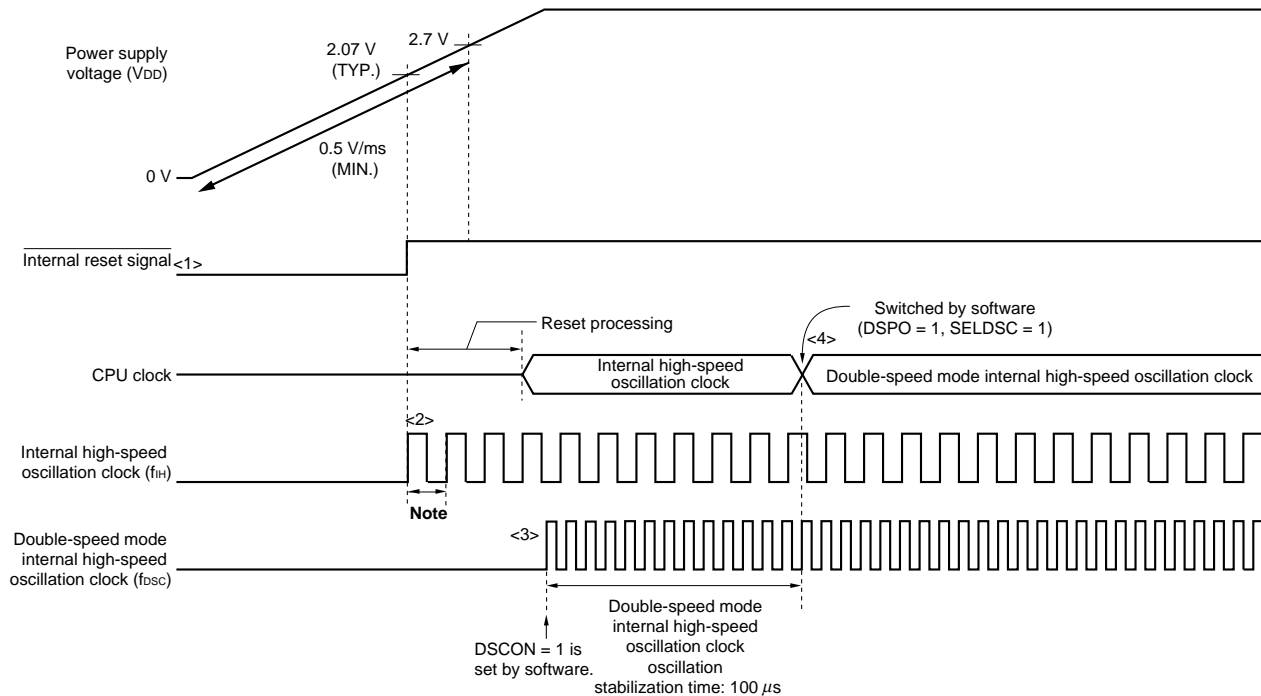 2.07 V
(TYP.)
2.7 V
Power supply
voltage (VDD)
0.5 V/ms
(MIN.)
0 V
Internal reset signal
<1>
Switched by software
(DSPO = 1, SELDSC = 1)
<4>
Reset processing
CPU clock
Internal high-speed
oscillation clock
Double-speed mode internal high-speed oscillation clock
<2>
Internal high-speed
oscillation clock (fIH)
Note
<3>
Double-speed mode
internal high-speed
oscillation clock (fDSC)
DSCON = 1 is
set by software.
Double-speed mode
internal high-speed
oscillation clock
oscillation
stabilization time: 100 μs